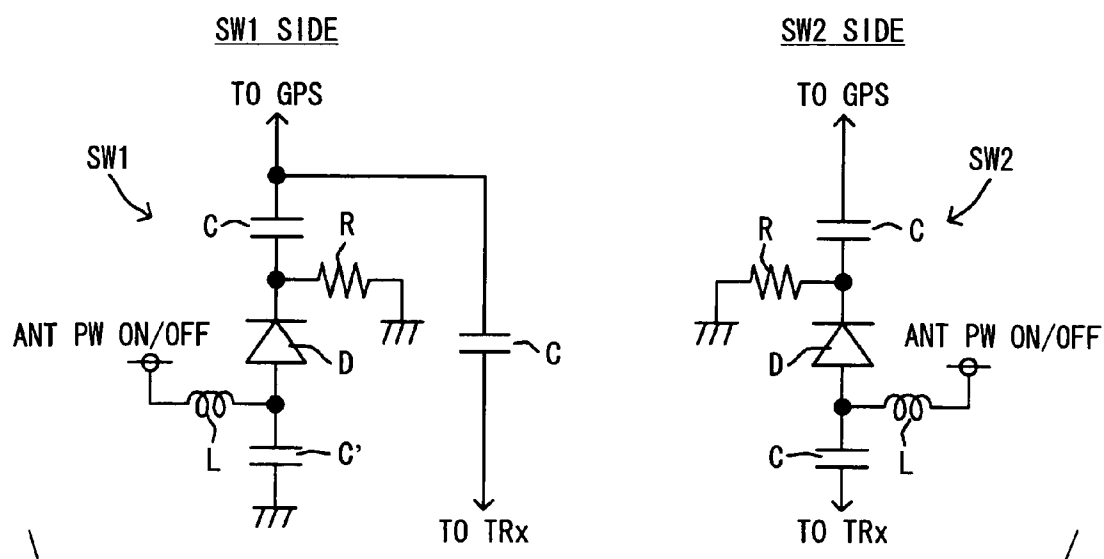 SW1 SIDE
SW2 SIDE
TO GPS
TO GPS
SW1
SW2
C
R
C
R
ANT PW ON/OFF
D
C
D
ANT PW ON/OFF
L
C'
C
L
TO TRx
TO TRx